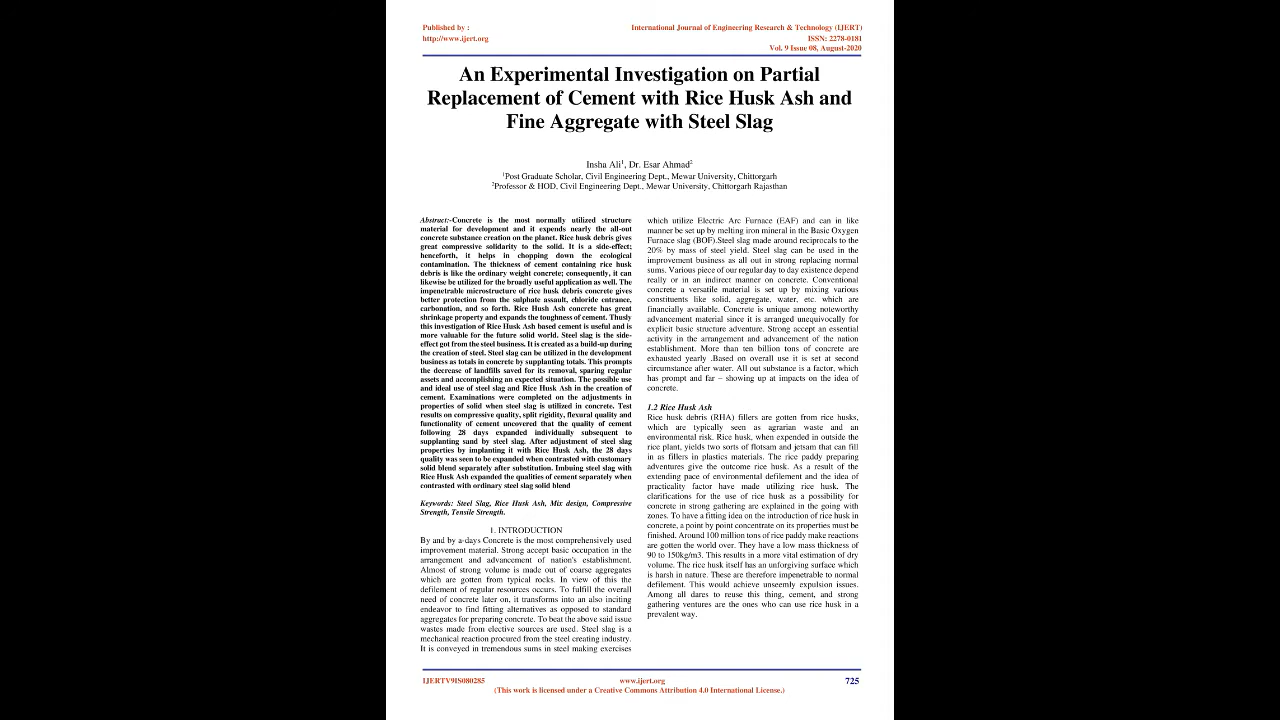 Published by :
http://www.ijert.org
International Journal of Engineering Research & Technology (IJERT)
ISSN: 2278-0181
Vol. 9 Issue 08, August-2020
An Experimental Investigation on Partial
Replacement of Cement with Rice Husk Ash and
Fine Aggregate with Steel Slag
Insha Ali1, Dr. Esar Ahmad2
1Post Graduate Scholar, Civil Engineering Dept., Mewar University, Chittorgarh
2Professor & HOD, Civil Engineering Dept., Mewar University, Chittorgarh Rajasthan
Abstract:-Concrete is the most normally utilized structure
material for development and it expends nearly the all-out
concrete substance creation on the planet. Rice husk debris gives
great compressive solidarity to the solid. It is a side-effect;
henceforth, it helps in chopping down the ecological
contamination. The thickness of cement containing rice husk
debris is like the ordinary weight concrete; consequently, it can
likewise be utilized for the broadly useful application as well. The
impenetrable microstructure of rice husk debris concrete gives
better protection from the sulphate assault, chloride entrance,
carbonation, and so forth. Rice Hush Ash concrete has great
shrinkage property and expands the toughness of cement. Thusly
this investigation of Rice Husk Ash based cement is useful and is
more valuable for the future solid world. Steel slag is the side-
effect got from the steel business. It is created as a build-up during
the creation of steel. Steel slag can be utilized in the development
business as totals in concrete by supplanting totals. This prompts
the decrease of landfills saved for its removal, sparing regular
assets and accomplishing an expected situation. The possible use
and ideal use of steel slag and Rice Husk Ash in the creation of
cement. Examinations were completed on the adjustments in
properties of solid when steel slag is utilized in concrete. Test
results on compressive quality, split rigidity, flexural quality and
functionality of cement uncovered that the quality of cement
following 28 days expanded individually subsequent to
supplanting sand by steel slag. After adjustment of steel slag
properties by implanting it with Rice Husk Ash, the 28 days
quality was seen to be expanded when contrasted with customary
solid blend separately after substitution. Imbuing steel slag with
Rice Husk Ash expanded the qualities of cement separately when
contrasted with ordinary steel slag solid blend
Keywords: Steel Slag, Rice Husk Ash, Mix design, Compressive
Strength, Tensile Strength.
1. INTRODUCTION
By and by a-days Concrete is the most comprehensively used
improvement material. Strong accept basic occupation in the
arrangement and advancement of nation's establishment.
Almost of strong volume is made out of coarse aggregates
which are gotten from typical rocks. In view of this the
defilement of regular resources occurs. To fulfill the overall
need of concrete later on, it transforms into an also inciting
endeavor to find fitting alternatives as opposed to standard
aggregates for preparing concrete. To beat the above said issue
wastes made from elective sources are used. Steel slag is a
mechanical reaction procured from the steel creating industry.
It is conveyed in tremendous sums in steel making exercises
which utilize Electric Arc Furnace (EAF) and can in like
manner be set up by melting iron mineral in the Basic Oxygen
Furnace slag (BOF).Steel slag made around reciprocals to the
20% by mass of steel yield. Steel slag can be used in the
improvement business as all out in strong replacing normal
sums. Various piece of our regular day to day existence depend
really or in an indirect manner on concrete. Conventional
concrete a versatile material is set up by mixing various
constituents like solid, aggregate, water, etc. which are
financially available. Concrete is unique among noteworthy
advancement material since it is arranged unequivocally for
explicit basic structure adventure. Strong accept an essential
activity in the arrangement and advancement of the nation
establishment. More than ten billion tons of concrete are
exhausted yearly .Based on overall use it is set at second
circumstance after water. All out substance is a factor, which
has prompt and far – showing up at impacts on the idea of
concrete.
1.2 Rice Husk Ash
Rice husk debris (RHA) fillers are gotten from rice husks,
which are typically seen as agrarian waste and an
environmental risk. Rice husk, when expended in outside the
rice plant, yields two sorts of flotsam and jetsam that can fill
in as fillers in plastics materials. The rice paddy preparing
adventures give the outcome rice husk. As a result of the
extending pace of environmental defilement and the idea of
practicality factor have made utilizing rice husk. The
clarifications for the use of rice husk as a possibility for
concrete in strong gathering are explained in the going with
zones. To have a fitting idea on the introduction of rice husk in
concrete, a point by point concentrate on its properties must be
finished. Around 100 million tons of rice paddy make reactions
are gotten the world over. They have a low mass thickness of
90 to 150kg/m3. This results in a more vital estimation of dry
volume. The rice husk itself has an unforgiving surface which
is harsh in nature. These are therefore impenetrable to normal
defilement. This would achieve unseemly expulsion issues.
Among all dares to reuse this thing, cement, and strong
gathering ventures are the ones who can use rice husk in a
prevalent way.
IJERTV9IS080285
www.ijert.org
725
(This work is licensed under a Creative Commons Attribution 4.0 International License.)